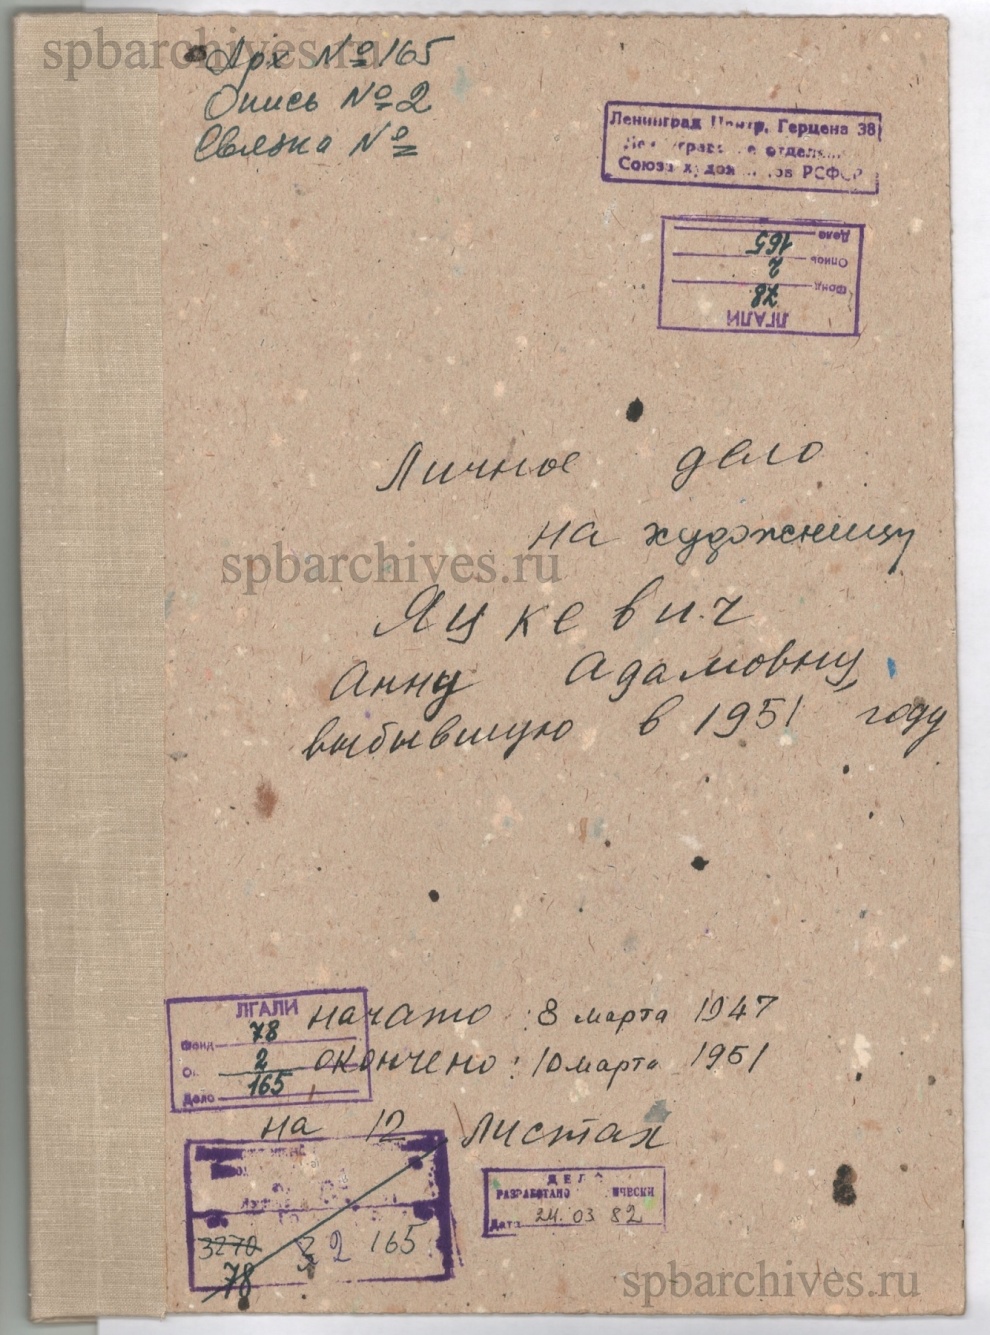 spbarchives.ru
Арх №165
Опись №2
Связка №
Ленинград Центр, Герцена 38
Союза художников РСФСР
Дело 165
Опись 2
Фонд 78
ЛГАЛИ
Личное дело
на художницу
spbarchives.ru
Яцкевич
Анну Адамовну,
выбывшую в 1951 году
ЛГАЛИ
Фонд 78
О. 2
Дело 165
начато: 8 марта 1947
окончено: 10 марта 1951
на 12 листах
ДЕЛО
РАЗРАБОТАНО ИЧЕСКИ
Дата 24.03 82
3270 2 165
78
spbarchives.ru